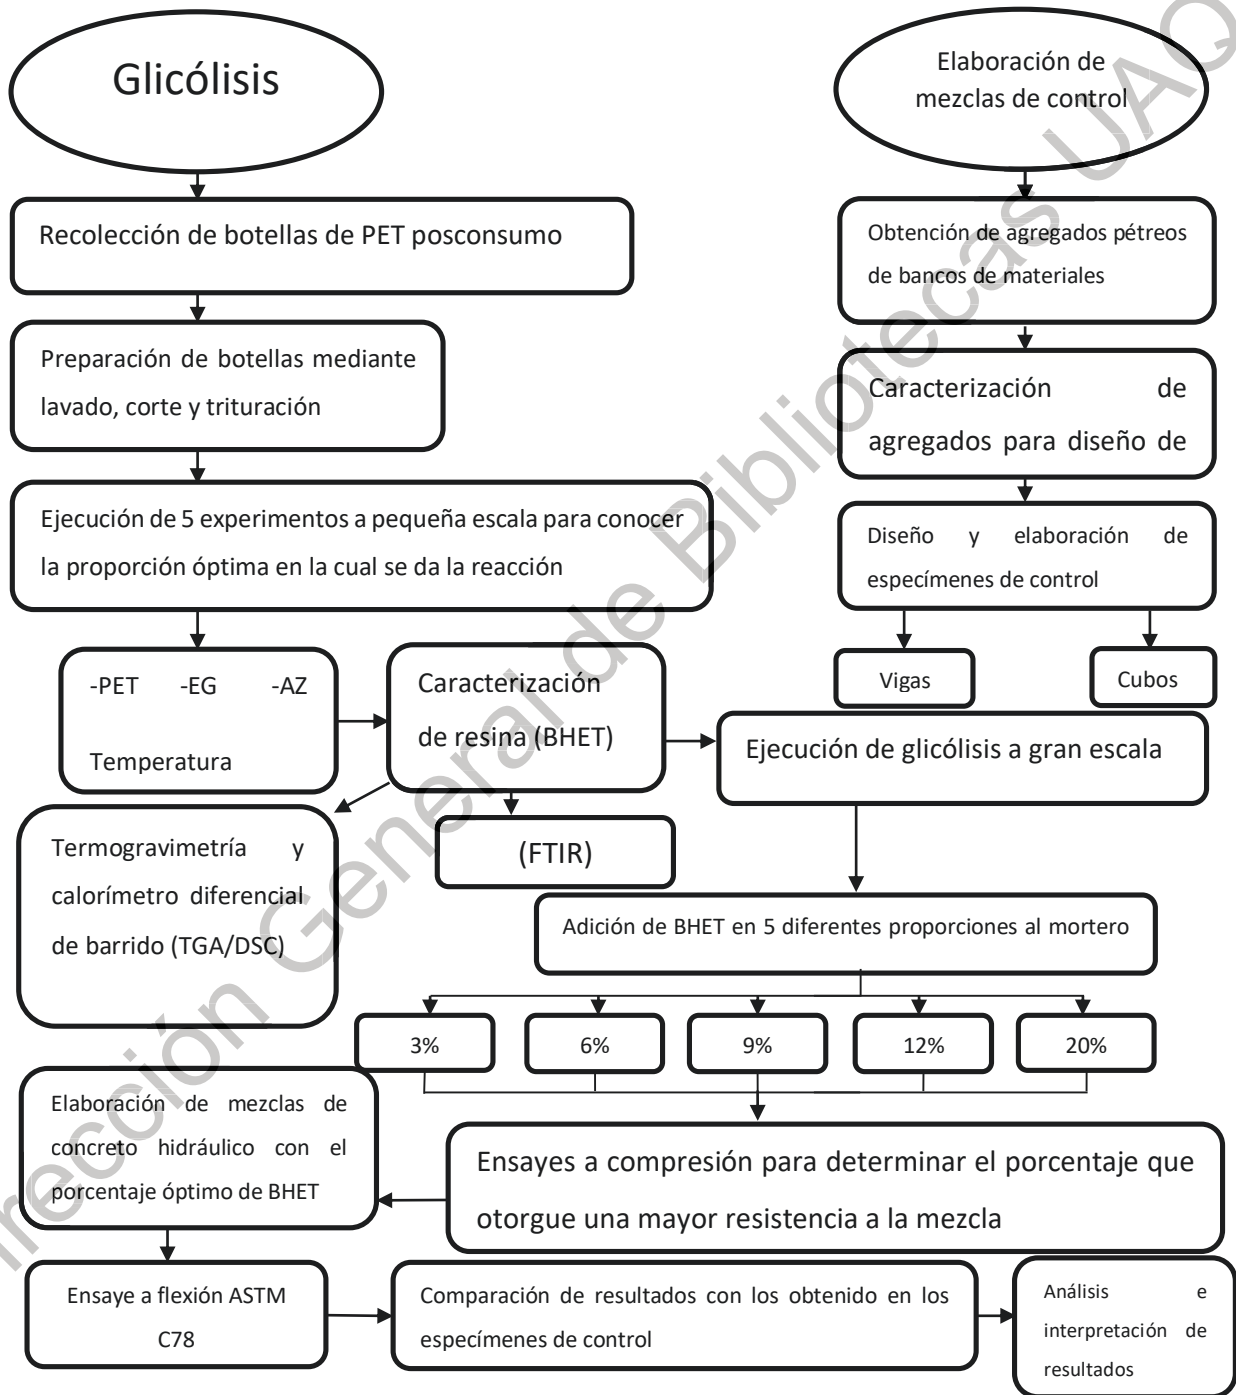 Glicólisis
Recolección de botellas de PET posconsumo
Preparación de botellas mediante
lavado, corte y trituración
Ejecución de 5 experimentos a pequeña escala para conocer
la proporción óptima en la cual se da la reacción
-PET -EG -AZ
Temperatura
Caracterización
de resina (BHET)
Termogravimetría y
calorímetro diferencial
de barrido (TGA/DSC)
(FTIR)
Elaboración de
mezclas de control
Obtención de agregados pétreos
de bancos de materiales
Caracterización de
agregados para diseño de
Diseño y elaboración de
especímenes de control
Vigas
Cubos
Ejecución de glicólisis a gran escala
Adición de BHET en 5 diferentes proporciones al mortero
3%
6%
9%
12%
20%
Ensayes a compresión para determinar el porcentaje que
otorgue una mayor resistencia a la mezcla
Elaboración de mezclas de
concreto hidráulico con el
porcentaje óptimo de BHET
Ensaye a flexión ASTM
C78
Comparación de resultados con los obtenido en los
especímenes de control
Análisis e
interpretación de
resultados
irección General de Bibliotecas UAQ